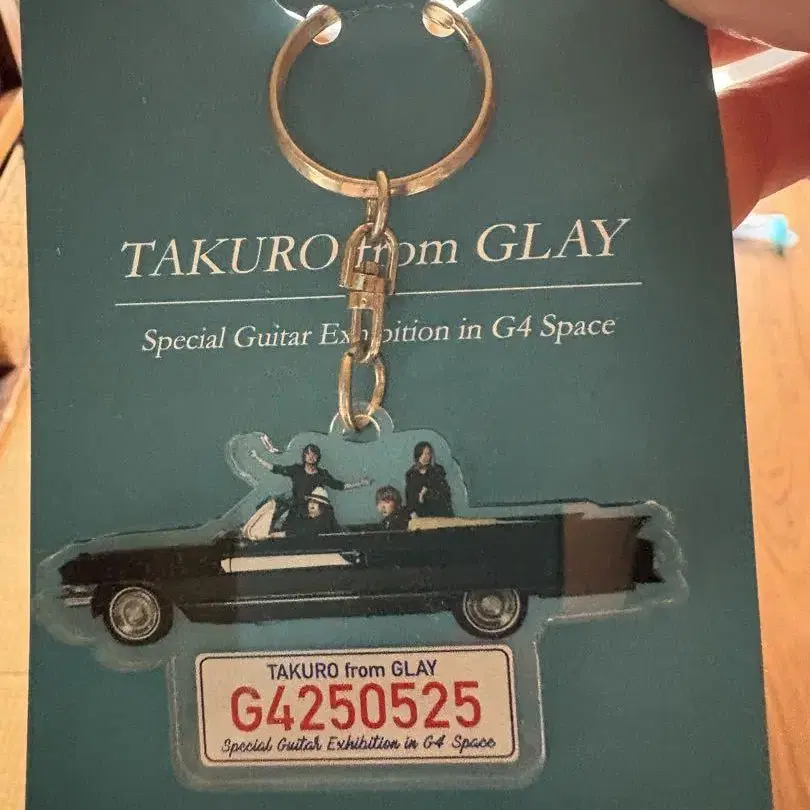 TAKURO from GLAY
Special Guitar Exhibition in G4 Space
TAKURO from GLAY
G4250525
Special Guitar Exhibition in G4 Space